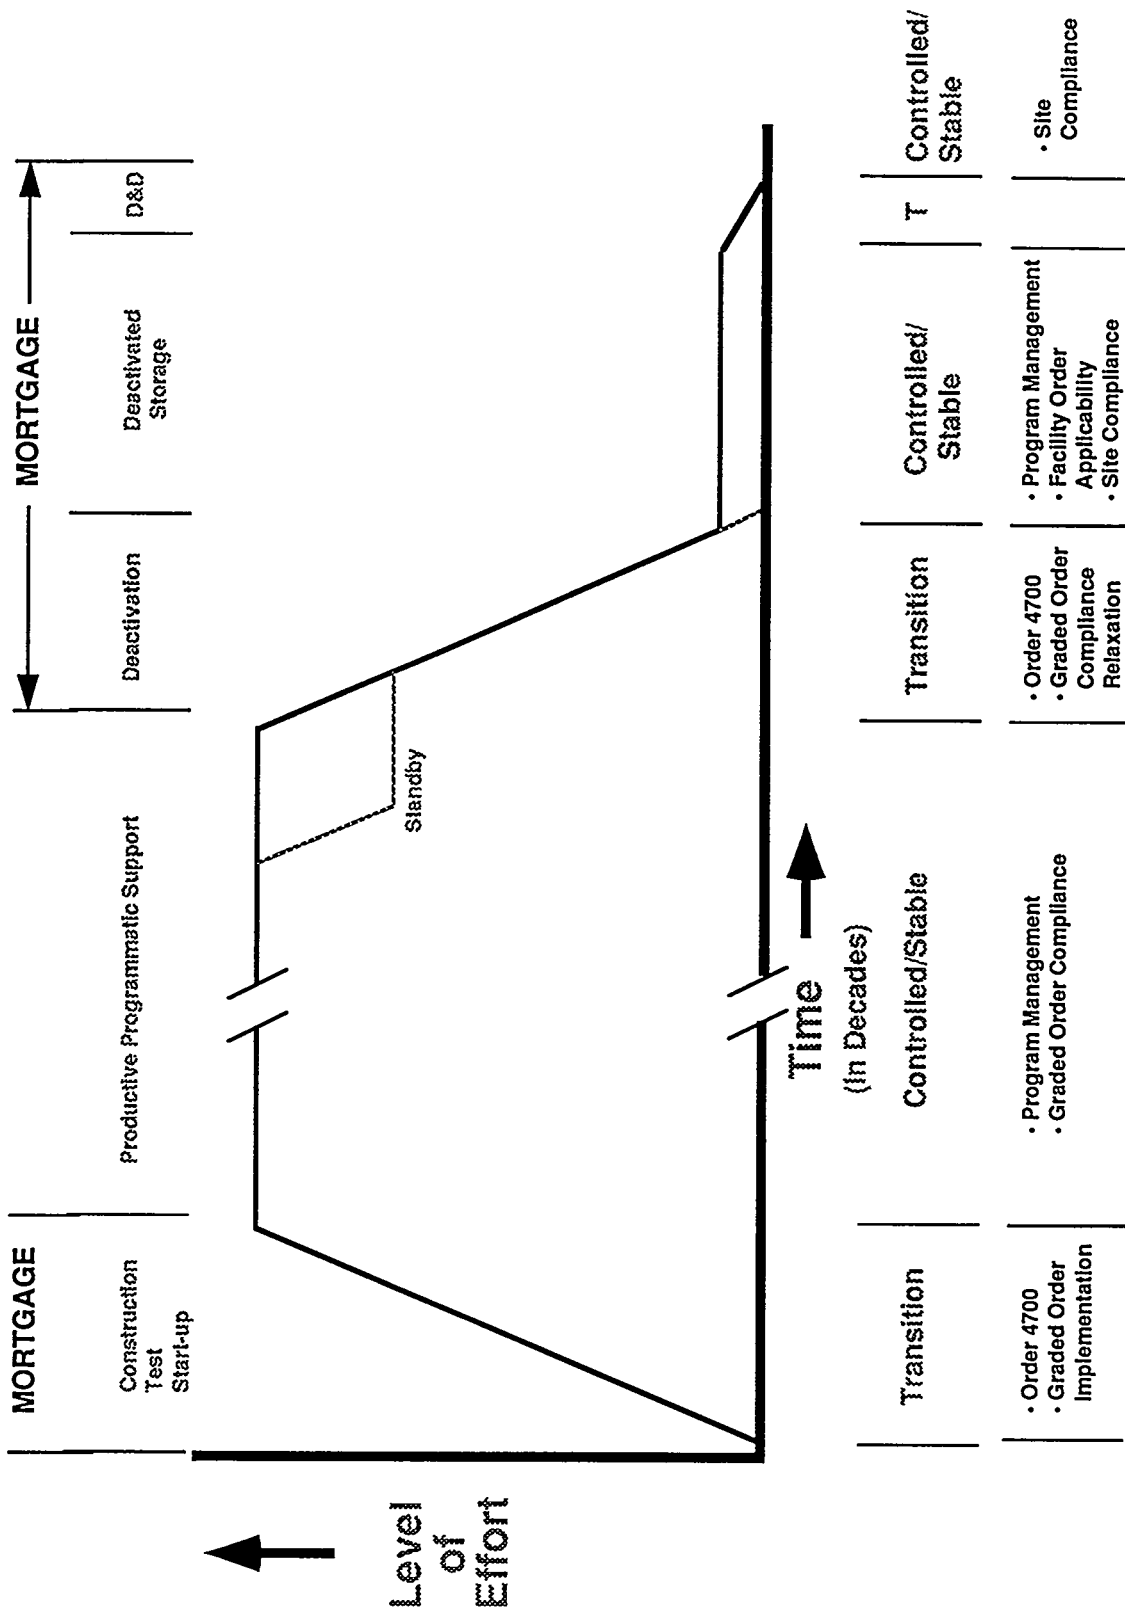 MORTGAGE
MORTGAGE
Construction
Test
Start-up
Productive Programmatic Support
Deactivation
Deactivated
Storage
D&D
Level
of
Effort
Standby
Time
(In Decades)
Transition
Controlled/Stable
Transition
Controlled/
Stable
T
Controlled/
Stable
• Order 4700
• Graded Order
Implementation
• Program Management
• Graded Order Compliance
• Order 4700
• Graded Order
Compliance
Relaxation
• Program Management
• Facility Order
Applicability
• Site Compliance
• Site
Compliance